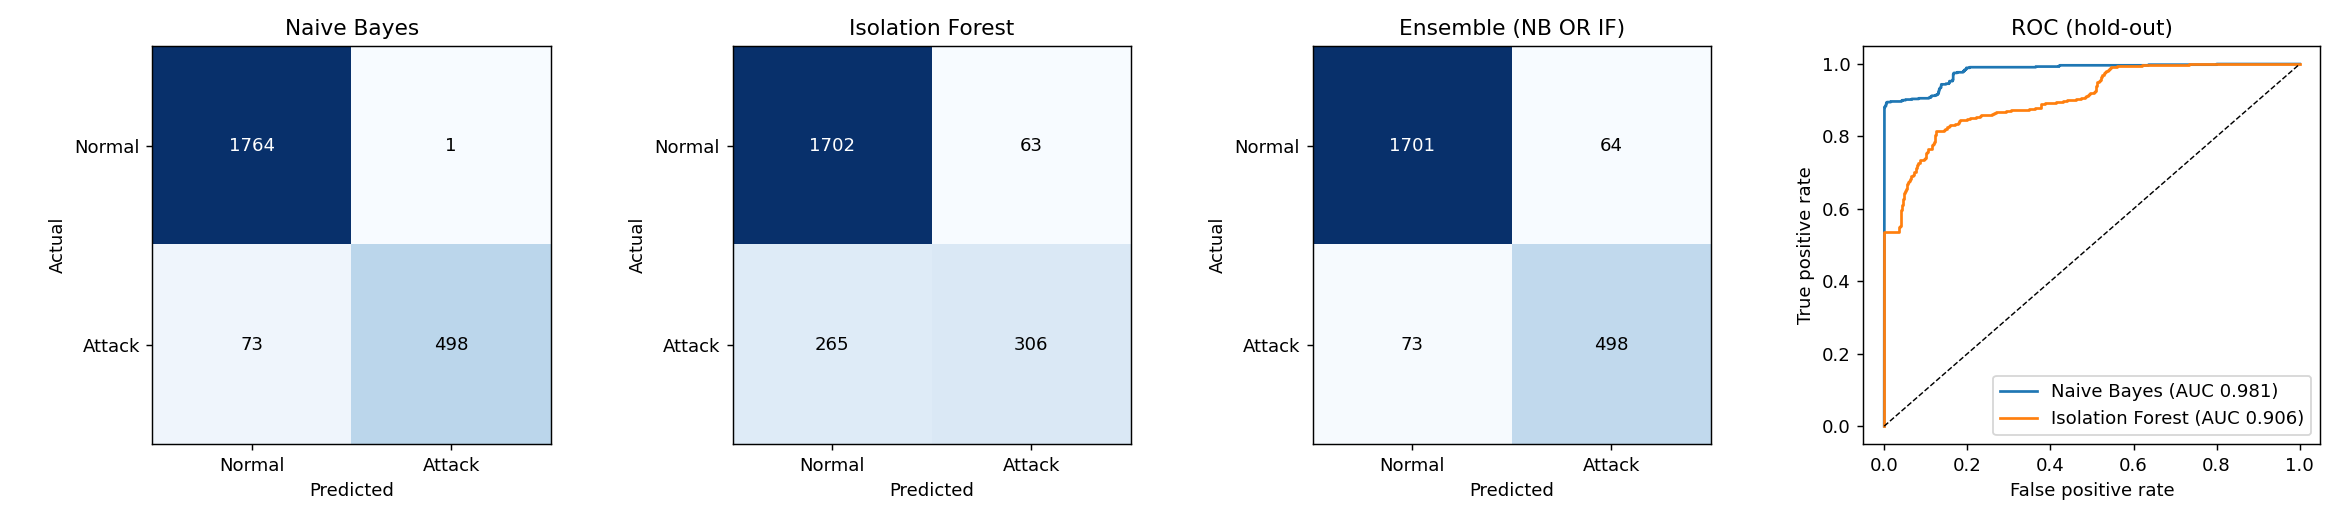 Naive Bayes
Actual
Normal
1764
1
Attack
73
498
Normal
Attack
Predicted
Isolation Forest
Actual
Normal
1702
63
Attack
265
306
Normal
Attack
Predicted
Ensemble (NB OR IF)
Actual
Normal
1701
64
Attack
73
498
Normal
Attack
Predicted
ROC (hold-out)
True positive rate
1.0
0.8
0.6
0.4
0.2
0.0
Naive Bayes (AUC 0.981)
Isolation Forest (AUC 0.906)
0.0
0.2
0.4
0.6
0.8
1.0
False positive rate